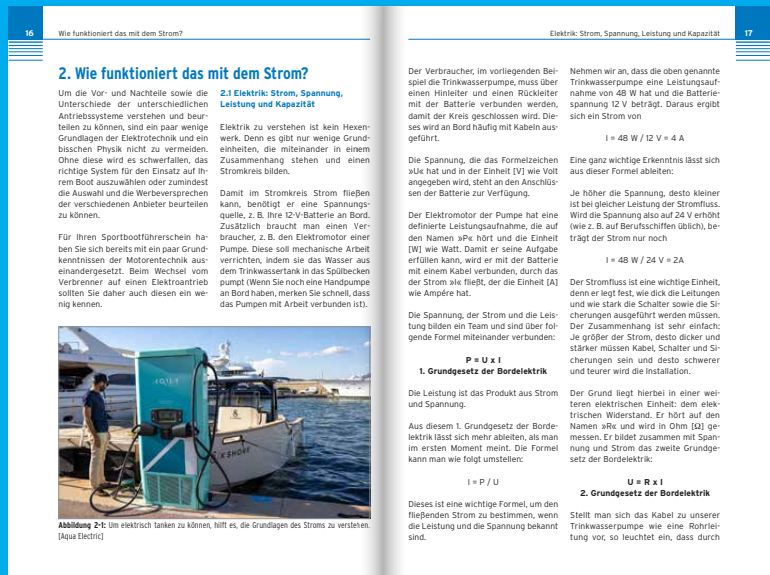 16
Wie funktioniert das mit dem Strom?
2. Wie funktioniert das mit dem Strom?
Um die Vor- und Nachteile sowie die
Unterschiede der unterschiedlichen
Antriebssysteme verstehen und beur-
teilen zu können, sind ein paar wenige
Grundlagen der Elektrotechnik und ein
bisschen Physik nicht zu vermeiden.
Ohne diese wird es schwerfallen, das
richtige System für den Einsatz auf Ih-
rem Boot auszuwählen oder zumindest
die Auswahl und die Werbeversprechen
der verschiedenen Anbieter beurteilen
zu können.
Für Ihren Sportbootführerschein ha-
ben Sie sich bereits mit ein paar Grund-
kenntnissen der Motorentechnik aus-
einandergesetzt. Beim Wechsel vom
Verbrenner auf einen Elektroantrieb
sollten Sie daher auch diesen ein we-
nig kennen.
2.1 Elektrik: Strom, Spannung,
Leistung und Kapazität
Elektrik zu verstehen ist kein Hexen-
werk. Denn es gibt nur wenige Grund-
einheiten, die miteinander in einem
Zusammenhang stehen und einen
Stromkreis bilden.
Damit im Stromkreis Strom fließen
kann, benötigt er eine Spannungs-
quelle, z. B. Ihre 12-V-Batterie an Bord.
Zusätzlich braucht man einen Ver-
braucher, z. B. den Elektromotor einer
Pumpe. Diese soll mechanische Arbeit
verrichten, indem sie das Wasser aus
dem Trinkwassertank in das Spülbecken
pumpt (Wenn Sie noch eine Handpumpe
an Bord haben, merken Sie schnell, dass
das Pumpen mit Arbeit verbunden ist).
AQUA
X SHORE
Abbildung 2-1: Um elektrisch tanken zu können, hilft es, die Grundlagen des Stroms zu verstehen.
[Aqua Electric]
Elektrik: Strom, Spannung, Leistung und Kapazität
17
Der Verbraucher, im vorliegenden Bei-
spiel die Trinkwasserpumpe, muss über
einen Hinleiter und einen Rückleiter
mit der Batterie verbunden werden,
damit der Kreis geschlossen wird. Die-
ses wird an Bord häufig mit Kabeln aus-
geführt.
Die Spannung, die das Formelzeichen
»U« hat und in der Einheit [V] wie Volt
angegeben wird, steht an den Anschlüs-
sen der Batterie zur Verfügung.
Der Elektromotor der Pumpe hat eine
definierte Leistungsaufnahme, die auf
den Namen »P« hört und die Einheit
[W] wie Watt. Damit er seine Aufgabe
erfüllen kann, wird er mit der Batterie
mit einem Kabel verbunden, durch das
der Strom »I« fließt, der die Einheit [A]
wie Ampére hat.
Die Spannung, der Strom und die Leis-
tung bilden ein Team und sind über fol-
gende Formel miteinander verbunden:
P = U x I
1. Grundgesetz der Bordelektrik
Die Leistung ist das Produkt aus Strom
und Spannung.
Aus diesem 1. Grundgesetz der Borde-
lektrik lässt sich mehr ableiten, als man
im ersten Moment meint. Die Formel
kann man wie folgt umstellen:
I = P / U
Dieses ist eine wichtige Formel, um den
fließenden Strom zu bestimmen, wenn
die Leistung und die Spannung bekannt
sind.
Nehmen wir an, dass die oben genannte
Trinkwasserpumpe eine Leistungsauf-
nahme von 48 W hat und die Batterie-
spannung 12 V beträgt. Daraus ergibt
sich ein Strom von
I = 48 W / 12 V = 4 A
Eine ganz wichtige Erkenntnis lässt sich
aus dieser Formel ableiten:
Je höher die Spannung, desto kleiner
ist bei gleicher Leistung der Stromfluss.
Wird die Spannung also auf 24 V erhöht
(wie z. B. auf Berufsschiffen üblich), be-
trägt der Strom nur noch
I = 48 W / 24 V = 2A
Der Stromfluss ist eine wichtige Einheit,
denn er legt fest, wie dick die Leitungen
und wie stark die Schalter sowie die Si-
cherungen ausgeführt werden müssen.
Der Zusammenhang ist sehr einfach:
Je größer der Strom, desto dicker und
stärker müssen Kabel, Schalter und Si-
cherungen sein und desto schwerer
und teurer wird die Installation.
Der Grund liegt hierbei in einer wei-
teren elektrischen Einheit: dem elek-
trischen Widerstand. Er hört auf den
Namen »R« und wird in Ohm [Ω] ge-
messen. Er bildet zusammen mit Span-
nung und Strom das zweite Grundge-
setz der Bordelektrik:
U = R x I
2. Grundgesetz der Bordelektrik
Stellt man sich das Kabel zu unserer
Trinkwasserpumpe wie eine Rohrlei-
tung vor, so leuchtet ein, dass durch